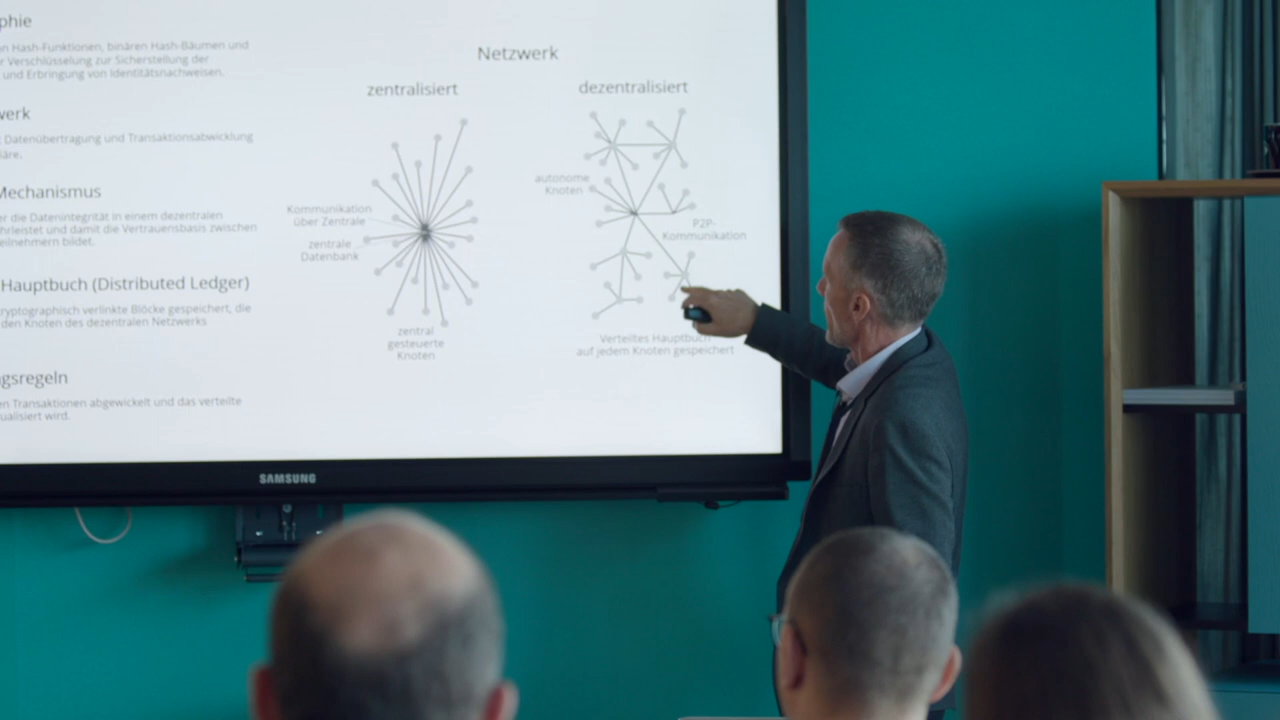 phie
n Hash-Funktionen, binären Hash-Bäumen und
r Verschlüsselung zur Sicherstellung der
und Erbringung von Identitätsnachweisen.
werk
Datenübertragung und Transaktionsabwicklung
äre.
Mechanismus
er die Datenintegrität in einem dezentralen
hrleistet und damit die Vertrauensbasis zwischen
eilnehmern bildet.
Hauptbuch (Distributed Ledger)
ryptographisch verlinkte Blöcke gespeichert, die
den Knoten des dezentralen Netzwerks
gsregeln
en Transaktionen abgewickelt und das verteilte
ualisiert wird.
Netzwerk
zentralisiert
Kommunikation
über Zentrale
zentrale
Datenbank
zentral
gesteuerte
Knoten
dezentralisiert
autonome
Knoten
P2P-
Kommunikation
Verteiltes Hauptbuch
auf jedem Knoten gespeichert
SAMSUNG